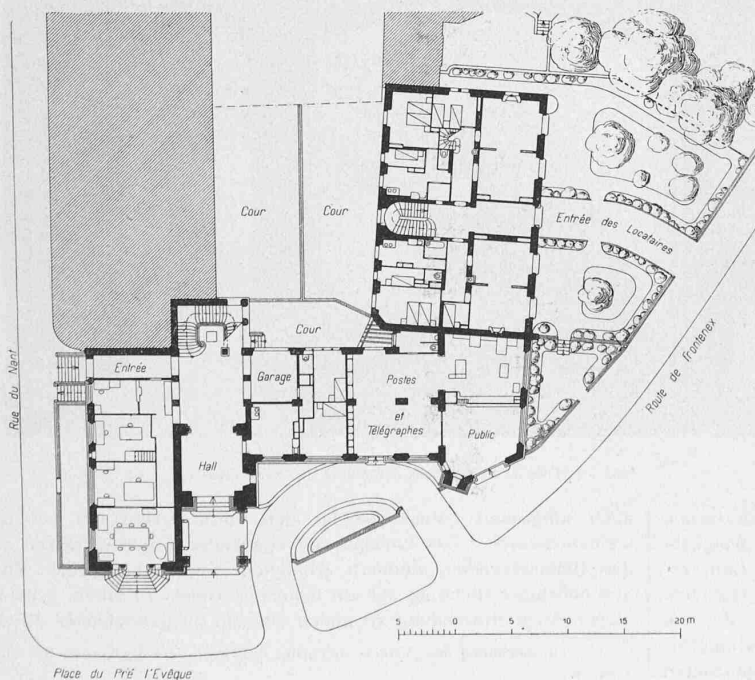 Cour
Cour
Entrée des Locataires
Cour
Rue du Nant
Entrée
Garage
Postes
et
Télégraphes
Public
Hall
Route de Frontenex
5 0 5 10 15 20 m
Place du Pré l'Evêque